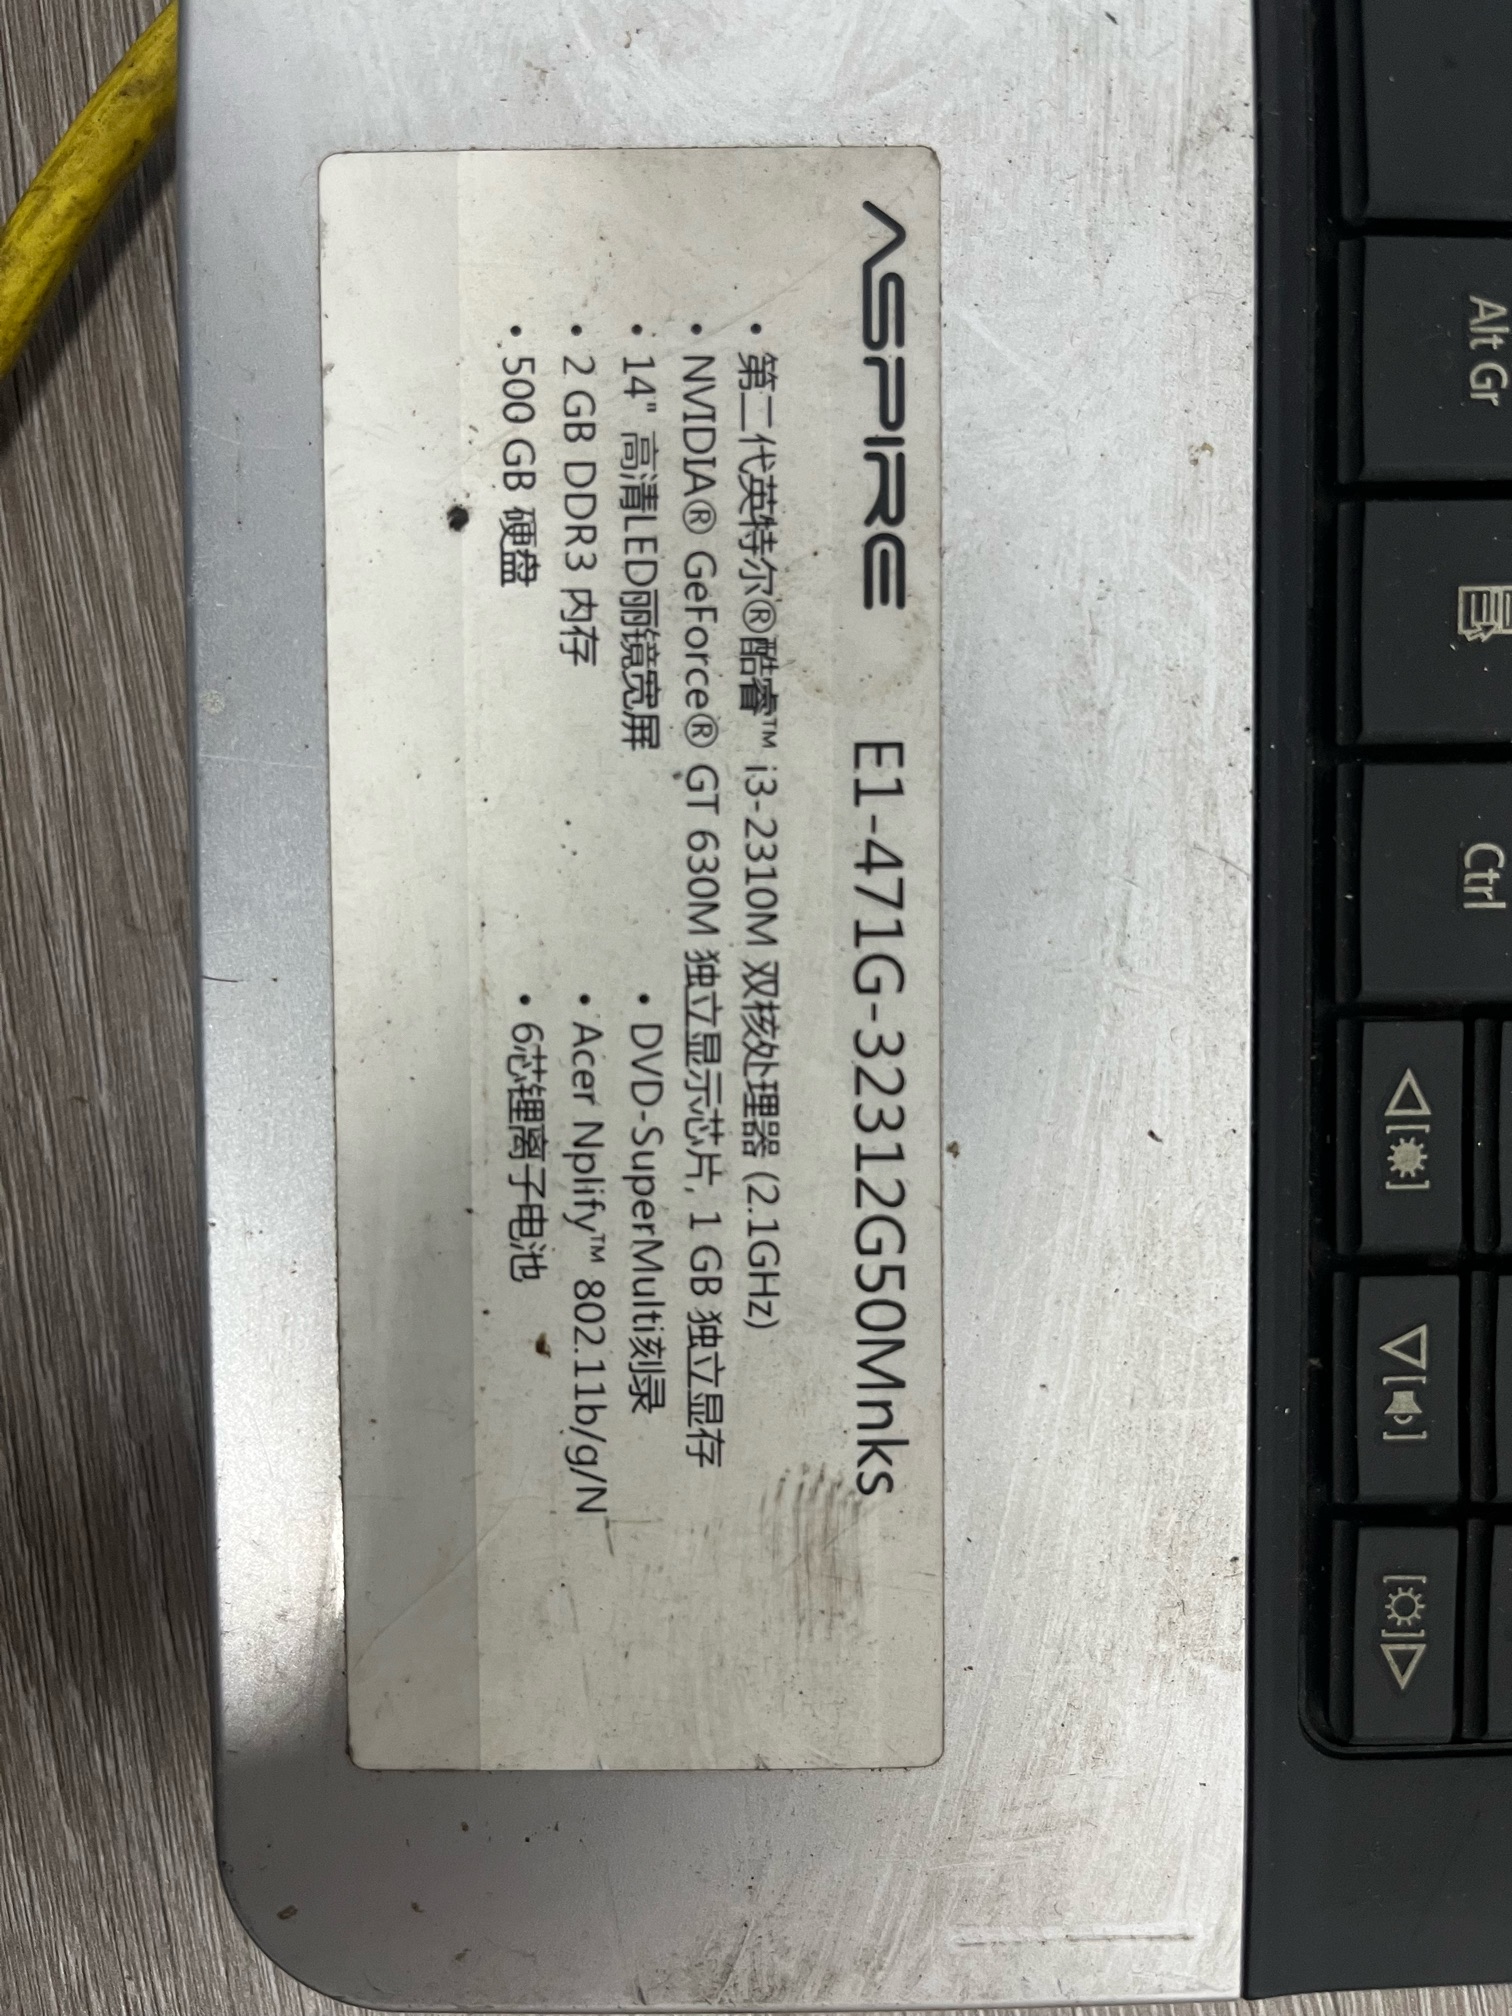 ASPIRE E1-471G-32312G50Mnks
• 第二代英特尔®酷睿™ i3-2310M 双核处理器 (2.1GHz)
• NVIDIA® GeForce® GT 630M 独立显示芯片, 1 GB 独立显存
• 14" 高清LED丽镜宽屏
• DVD-SuperMulti刻录
• 2 GB DDR3 内存
• Acer Nplify™ 802.11b/g/N
• 500 GB 硬盘
• 6芯锂离子电池
Alt Gr
Ctrl